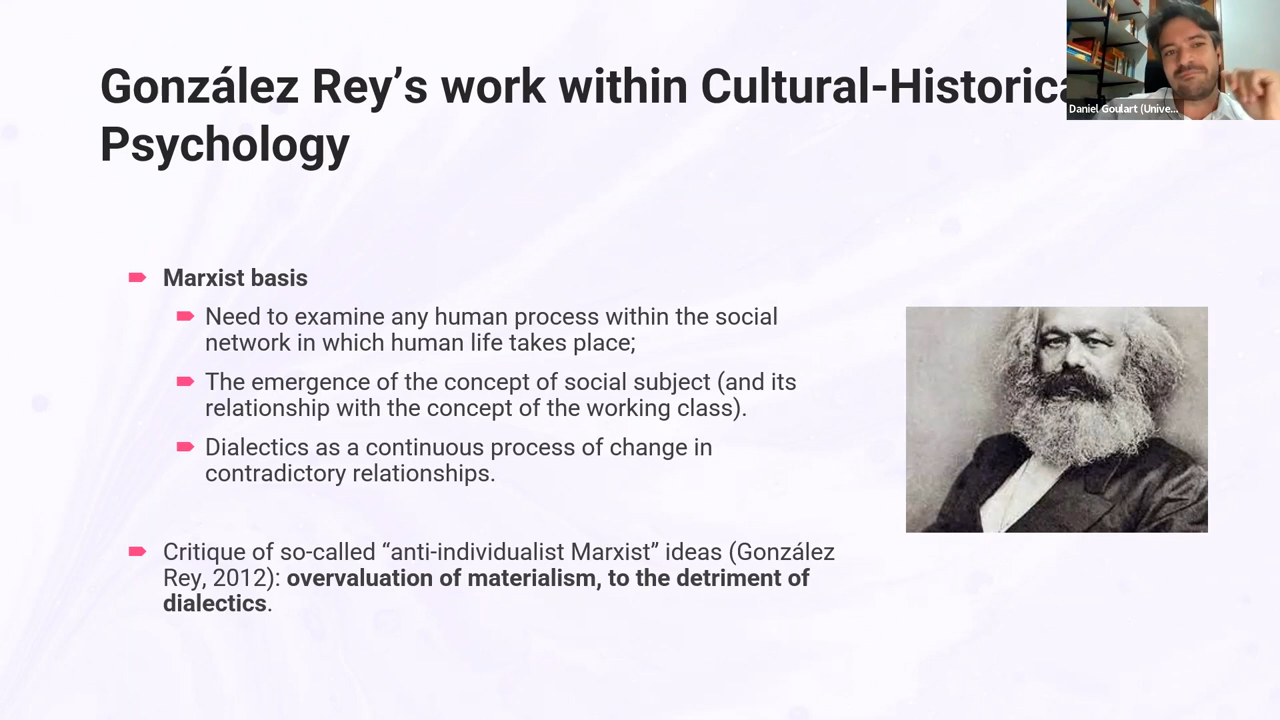 González Rey’s work within Cultural-Historica
Psychology
Daniel Goulart (Unive...
Marxist basis
Need to examine any human process within the social
network in which human life takes place;
The emergence of the concept of social subject (and its
relationship with the concept of the working class).
Dialectics as a continuous process of change in
contradictory relationships.
Critique of so-called “anti-individualist Marxist” ideas (González
Rey, 2012): overvaluation of materialism, to the detriment of
dialectics.